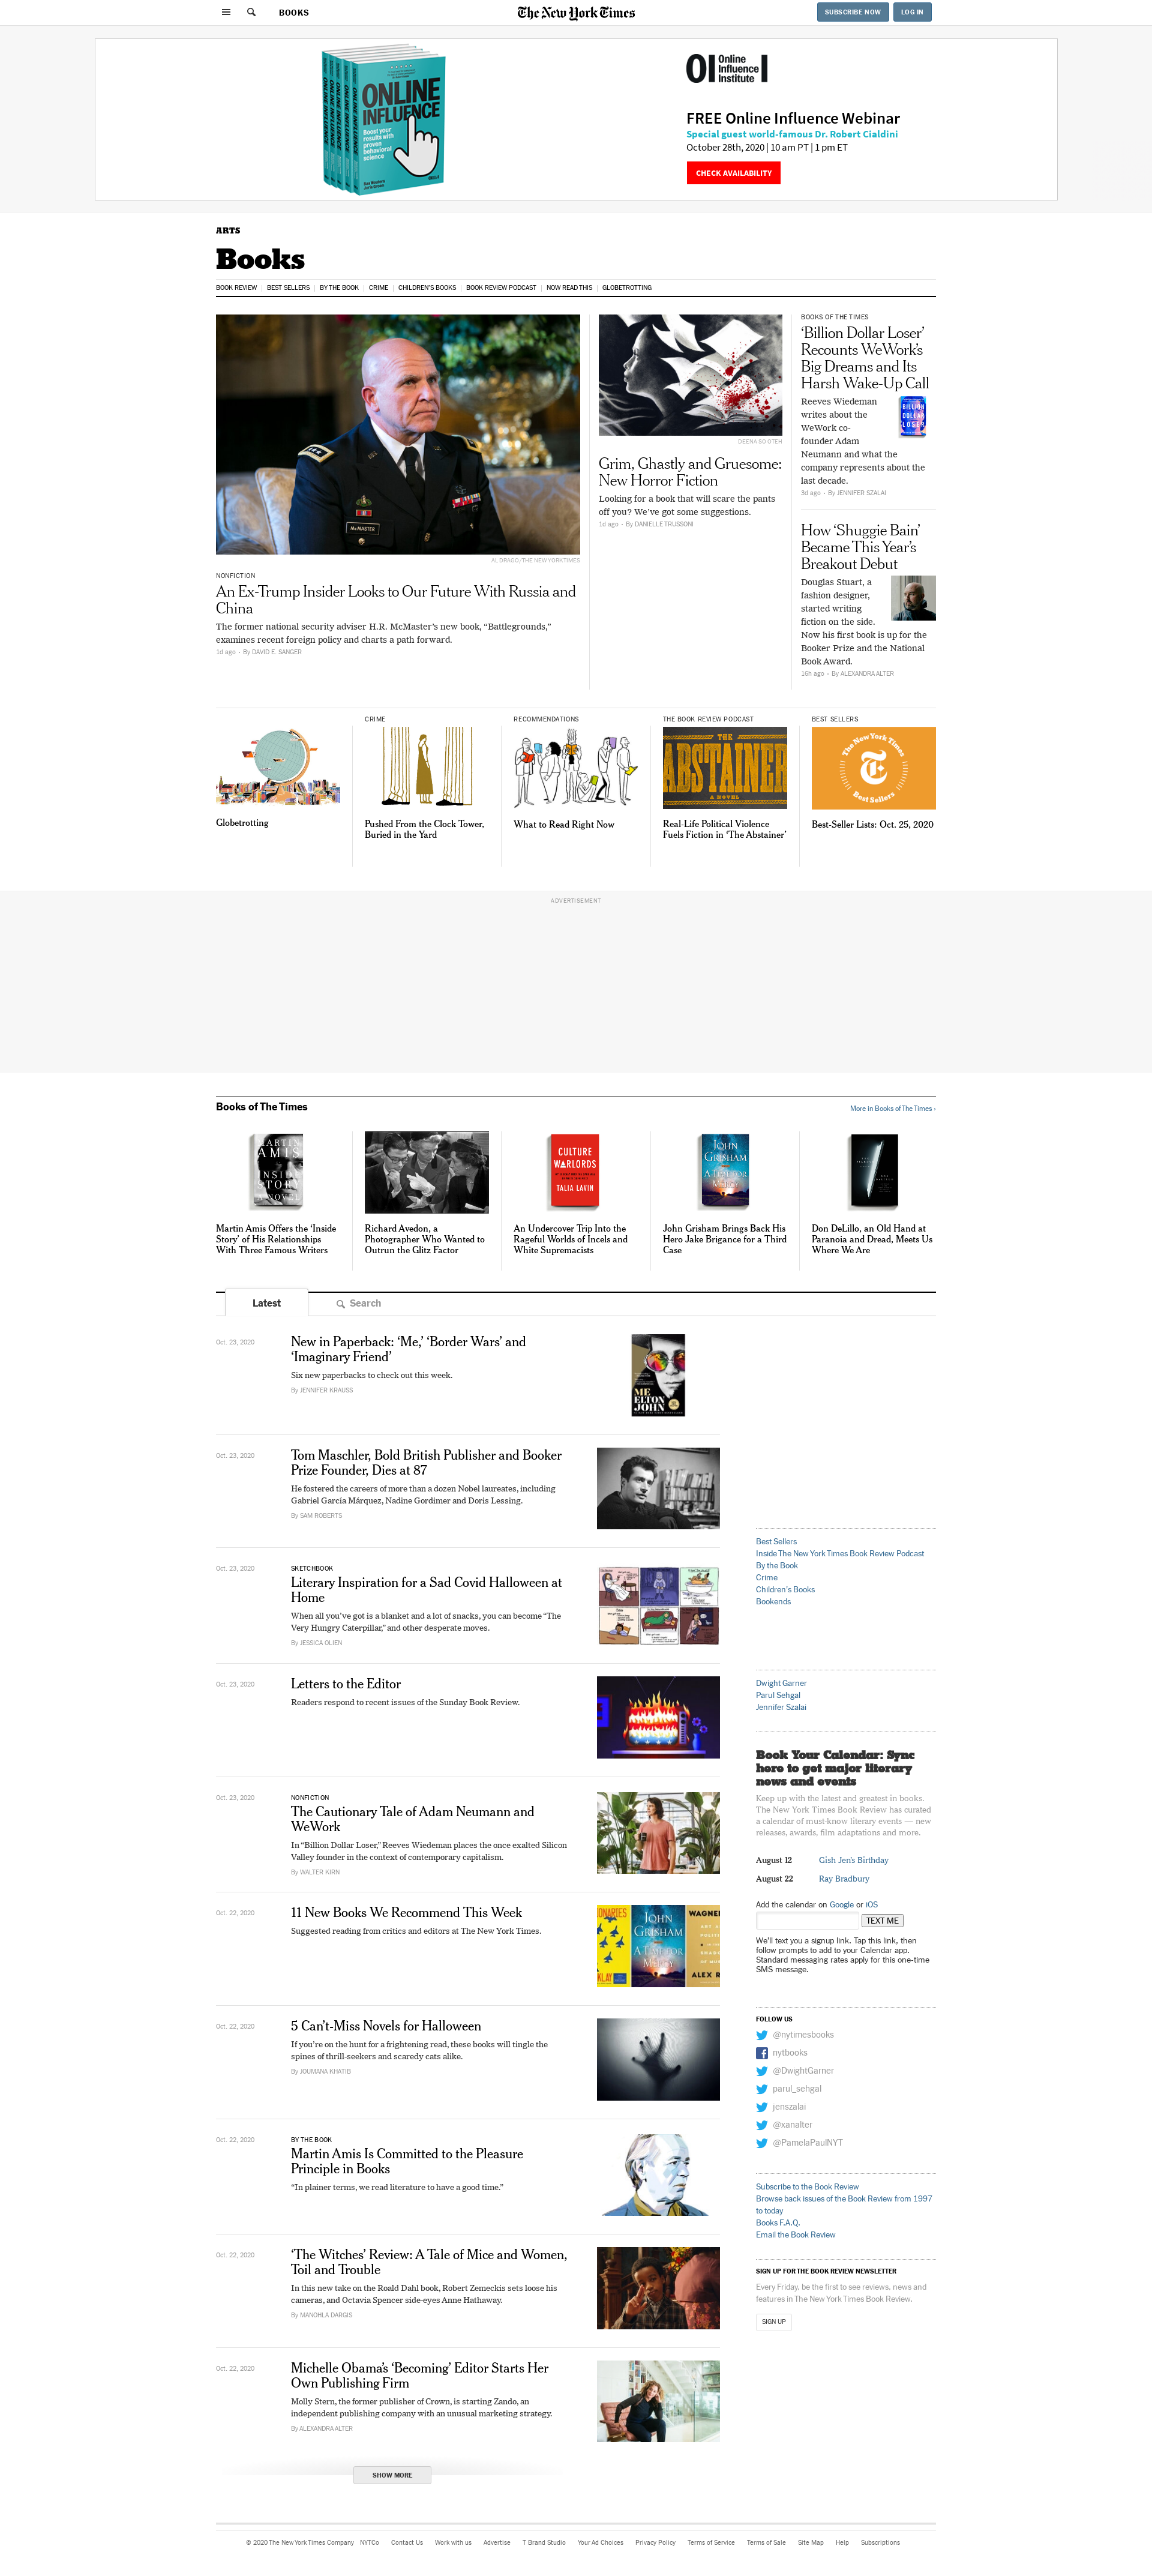 BOOKS
The New York Times
SUBSCRIBE NOW
LOG IN
ONLINE
INFLUENCE
Boost your
results with
proven
behavioral
science
OI Online
Influence
Institute
FREE Online Influence Webinar
Special guest world-famous Dr. Robert Cialdini
October 28th, 2020 | 10 am PT | 1 pm ET
CHECK AVAILABILITY
ARTS
Books
BOOK REVIEW
BEST SELLERS
BY THE BOOK
CRIME
CHILDREN'S BOOKS
BOOK REVIEW PODCAST
NOW READ THIS
GLOBETROTTING
McMASTER
AL DRAGO/THE NEW YORK TIMES
NONFICTION
An Ex-Trump Insider Looks to Our Future With Russia and
China
The former national security adviser H.R. McMaster's new book, “Battlegrounds,”
examines recent foreign policy and charts a path forward.
1d ago • By DAVID E. SANGER
DEENA SO'OTEH
Grim, Ghastly and Gruesome:
New Horror Fiction
Looking for a book that will scare the pants
off you? We've got some suggestions.
1d ago • By DANIELLE TRUSSONI
BOOKS OF THE TIMES
‘Billion Dollar Loser’
Recounts WeWork's
Big Dreams and Its
Harsh Wake-Up Call
Reeves Wiedeman
writes about the
WeWork co-
founder Adam
Neumann and what the
company represents about the
last decade.
BILLION
DOLLAR
LOSER
3d ago • By JENNIFER SZALAI
How ‘Shuggie Bain’
Became This Year's
Breakout Debut
Douglas Stuart, a
fashion designer,
started writing
fiction on the side.
Now his first book is up for the
Booker Prize and the National
Book Award.
16h ago • By ALEXANDRA ALTER
Globetrotting
CRIME
Pushed From the Clock Tower,
Buried in the Yard
RECOMMENDATIONS
What to Read Right Now
THE BOOK REVIEW PODCAST
THE
ABSTAINER
A NOVEL
Real-Life Political Violence
Fuels Fiction in ‘The Abstainer’
BEST SELLERS
The New York Times
Best Sellers
Best-Seller Lists: Oct. 25, 2020
ADVERTISEMENT
Books of The Times
More in Books of The Times ›
MARTIN
AMIS
INSIDE
STORY
A NOVEL
Martin Amis Offers the ‘Inside
Story’ of His Relationships
With Three Famous Writers
Richard Avedon, a
Photographer Who Wanted to
Outrun the Glitz Factor
CULTURE
WARLORDS
TALIA LAVIN
An Undercover Trip Into the
Rageful Worlds of Incels and
White Supremacists
JOHN
GRISHAM
A TIME FOR
MERCY
John Grisham Brings Back His
Hero Jake Brigance for a Third
Case
Don DeLillo, an Old Hand at
Paranoia and Dread, Meets Us
Where We Are
Latest
Search
Oct. 23, 2020
New in Paperback: ‘Me,’ ‘Border Wars’ and
‘Imaginary Friend’
Six new paperbacks to check out this week.
By JENNIFER KRAUSS
ME
ELTON
JOHN
Oct. 23, 2020
Tom Maschler, Bold British Publisher and Booker
Prize Founder, Dies at 87
He fostered the careers of more than a dozen Nobel laureates, including
Gabriel García Márquez, Nadine Gordimer and Doris Lessing.
By SAM ROBERTS
Oct. 23, 2020
SKETCHBOOK
Literary Inspiration for a Sad Covid Halloween at
Home
When all you've got is a blanket and a lot of snacks, you can become “The
Very Hungry Caterpillar,” and other desperate moves.
By JESSICA OLIEN
Oct. 23, 2020
Letters to the Editor
Readers respond to recent issues of the Sunday Book Review.
Oct. 23, 2020
NONFICTION
The Cautionary Tale of Adam Neumann and
WeWork
In “Billion Dollar Loser,” Reeves Wiedeman places the once exalted Silicon
Valley founder in the context of contemporary capitalism.
By WALTER KIRN
Oct. 22, 2020
11 New Books We Recommend This Week
Suggested reading from critics and editors at The New York Times.
JOHN
GRISHAM
A TIME FOR
MERCY
WAGNER
ALEX R
Oct. 22, 2020
5 Can't-Miss Novels for Halloween
If you're on the hunt for a frightening read, these books will tingle the
spines of thrill-seekers and scaredy cats alike.
By JOUMANA KHATIB
Oct. 22, 2020
BY THE BOOK
Martin Amis Is Committed to the Pleasure
Principle in Books
“In plainer terms, we read literature to have a good time.”
Oct. 22, 2020
‘The Witches’ Review: A Tale of Mice and Women,
Toil and Trouble
In this new take on the Roald Dahl book, Robert Zemeckis sets loose his
cameras, and Octavia Spencer side-eyes Anne Hathaway.
By MANOHLA DARGIS
Oct. 22, 2020
Michelle Obama's ‘Becoming’ Editor Starts Her
Own Publishing Firm
Molly Stern, the former publisher of Crown, is starting Zando, an
independent publishing company with an unusual marketing strategy.
By ALEXANDRA ALTER
SHOW MORE
Best Sellers
Inside The New York Times Book Review Podcast
By the Book
Crime
Children's Books
Bookends
Dwight Garner
Parul Sehgal
Jennifer Szalai
Book Your Calendar: Sync
here to get major literary
news and events
Keep up with the latest and greatest in books.
The New York Times Book Review has curated
a calendar of must-know literary events — new
releases, awards, film adaptations and more.
August 12 Gish Jen's Birthday
August 22 Ray Bradbury
Add the calendar on Google or iOS
TEXT ME
We'll text you a signup link. Tap this link, then
follow prompts to add to your Calendar app.
Standard messaging rates apply for this one-time
SMS message.
FOLLOW US
@nytimesbooks
nytbooks
@DwightGarner
parul_sehgal
jenszalai
@xanalter
@PamelaPaulNYT
Subscribe to the Book Review
Browse back issues of the Book Review from 1997
to today
Books F.A.Q.
Email the Book Review
SIGN UP FOR THE BOOK REVIEW NEWSLETTER
Every Friday, be the first to see reviews, news and
features in The New York Times Book Review.
SIGN UP
© 2020 The New York Times Company
NYTCo
Contact Us
Work with us
Advertise
T Brand Studio
Your Ad Choices
Privacy Policy
Terms of Service
Terms of Sale
Site Map
Help
Subscriptions